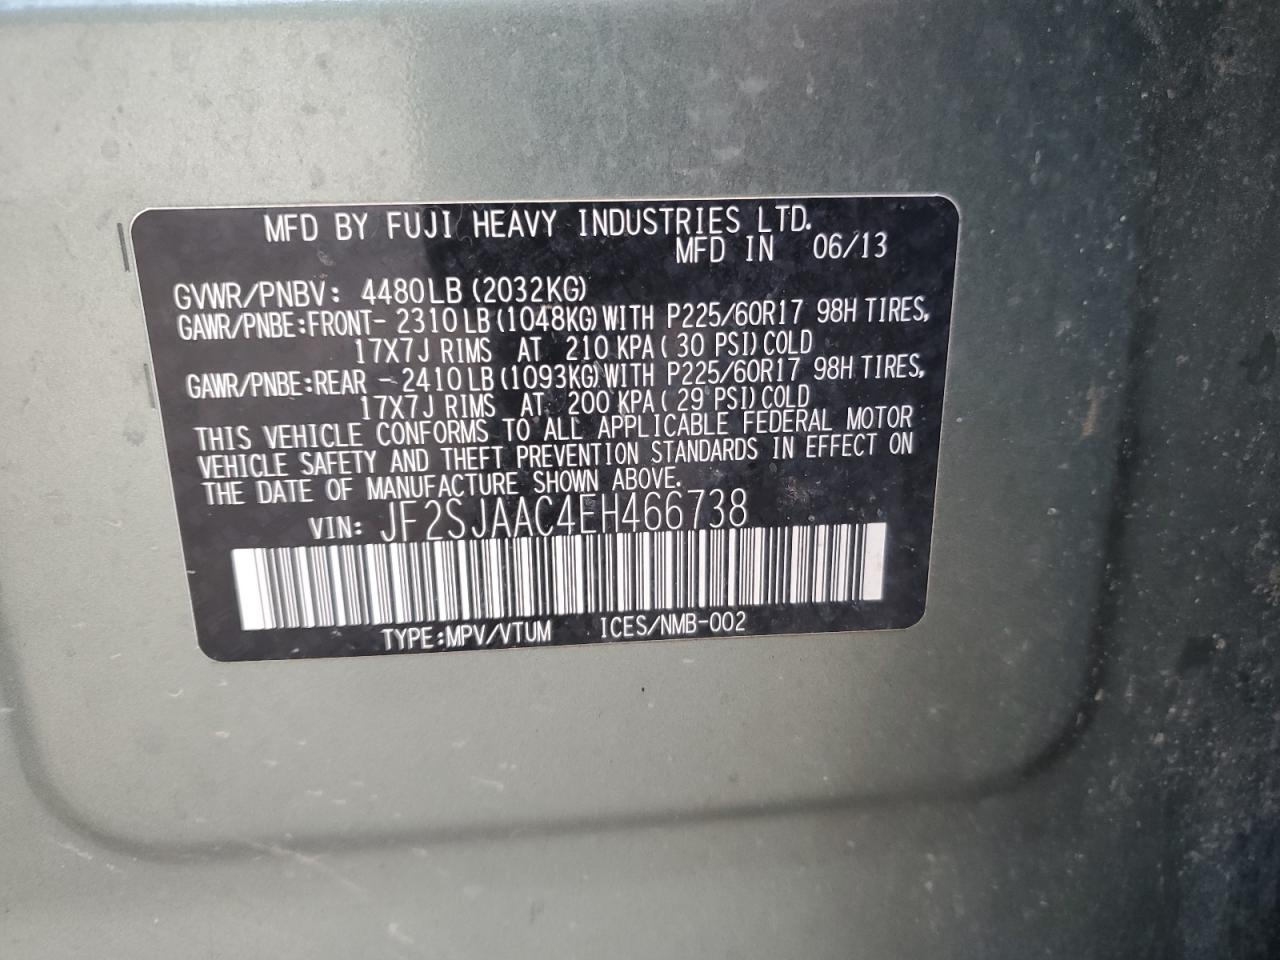 MFD BY FUJI HEAVY INDUSTRIES LTD.
MFD IN 06/13
GVWR/PNBV: 4480LB(2032KG)
GAWR/PNBE:FRONT- 2310LB(1048KG)WITH P225/60R17 98H TIRES,
17X7J RIMS AT 210 KPA( 30 PSI)COLD
GAWR/PNBE:REAR - 2410LB(1093KG)WITH P225/60R17 98H TIRES,
17X7J RIMS AT 200 KPA( 29 PSI)COLD
THIS VEHICLE CONFORMS TO ALL APPLICABLE FEDERAL MOTOR
VEHICLE SAFETY AND THEFT PREVENTION STANDARDS IN EFFECT ON
THE DATE OF MANUFACTURE SHOWN ABOVE.
VIN: JF2SJAAC4EH466738
TYPE:MPV/VTUM ICES/NMB-002